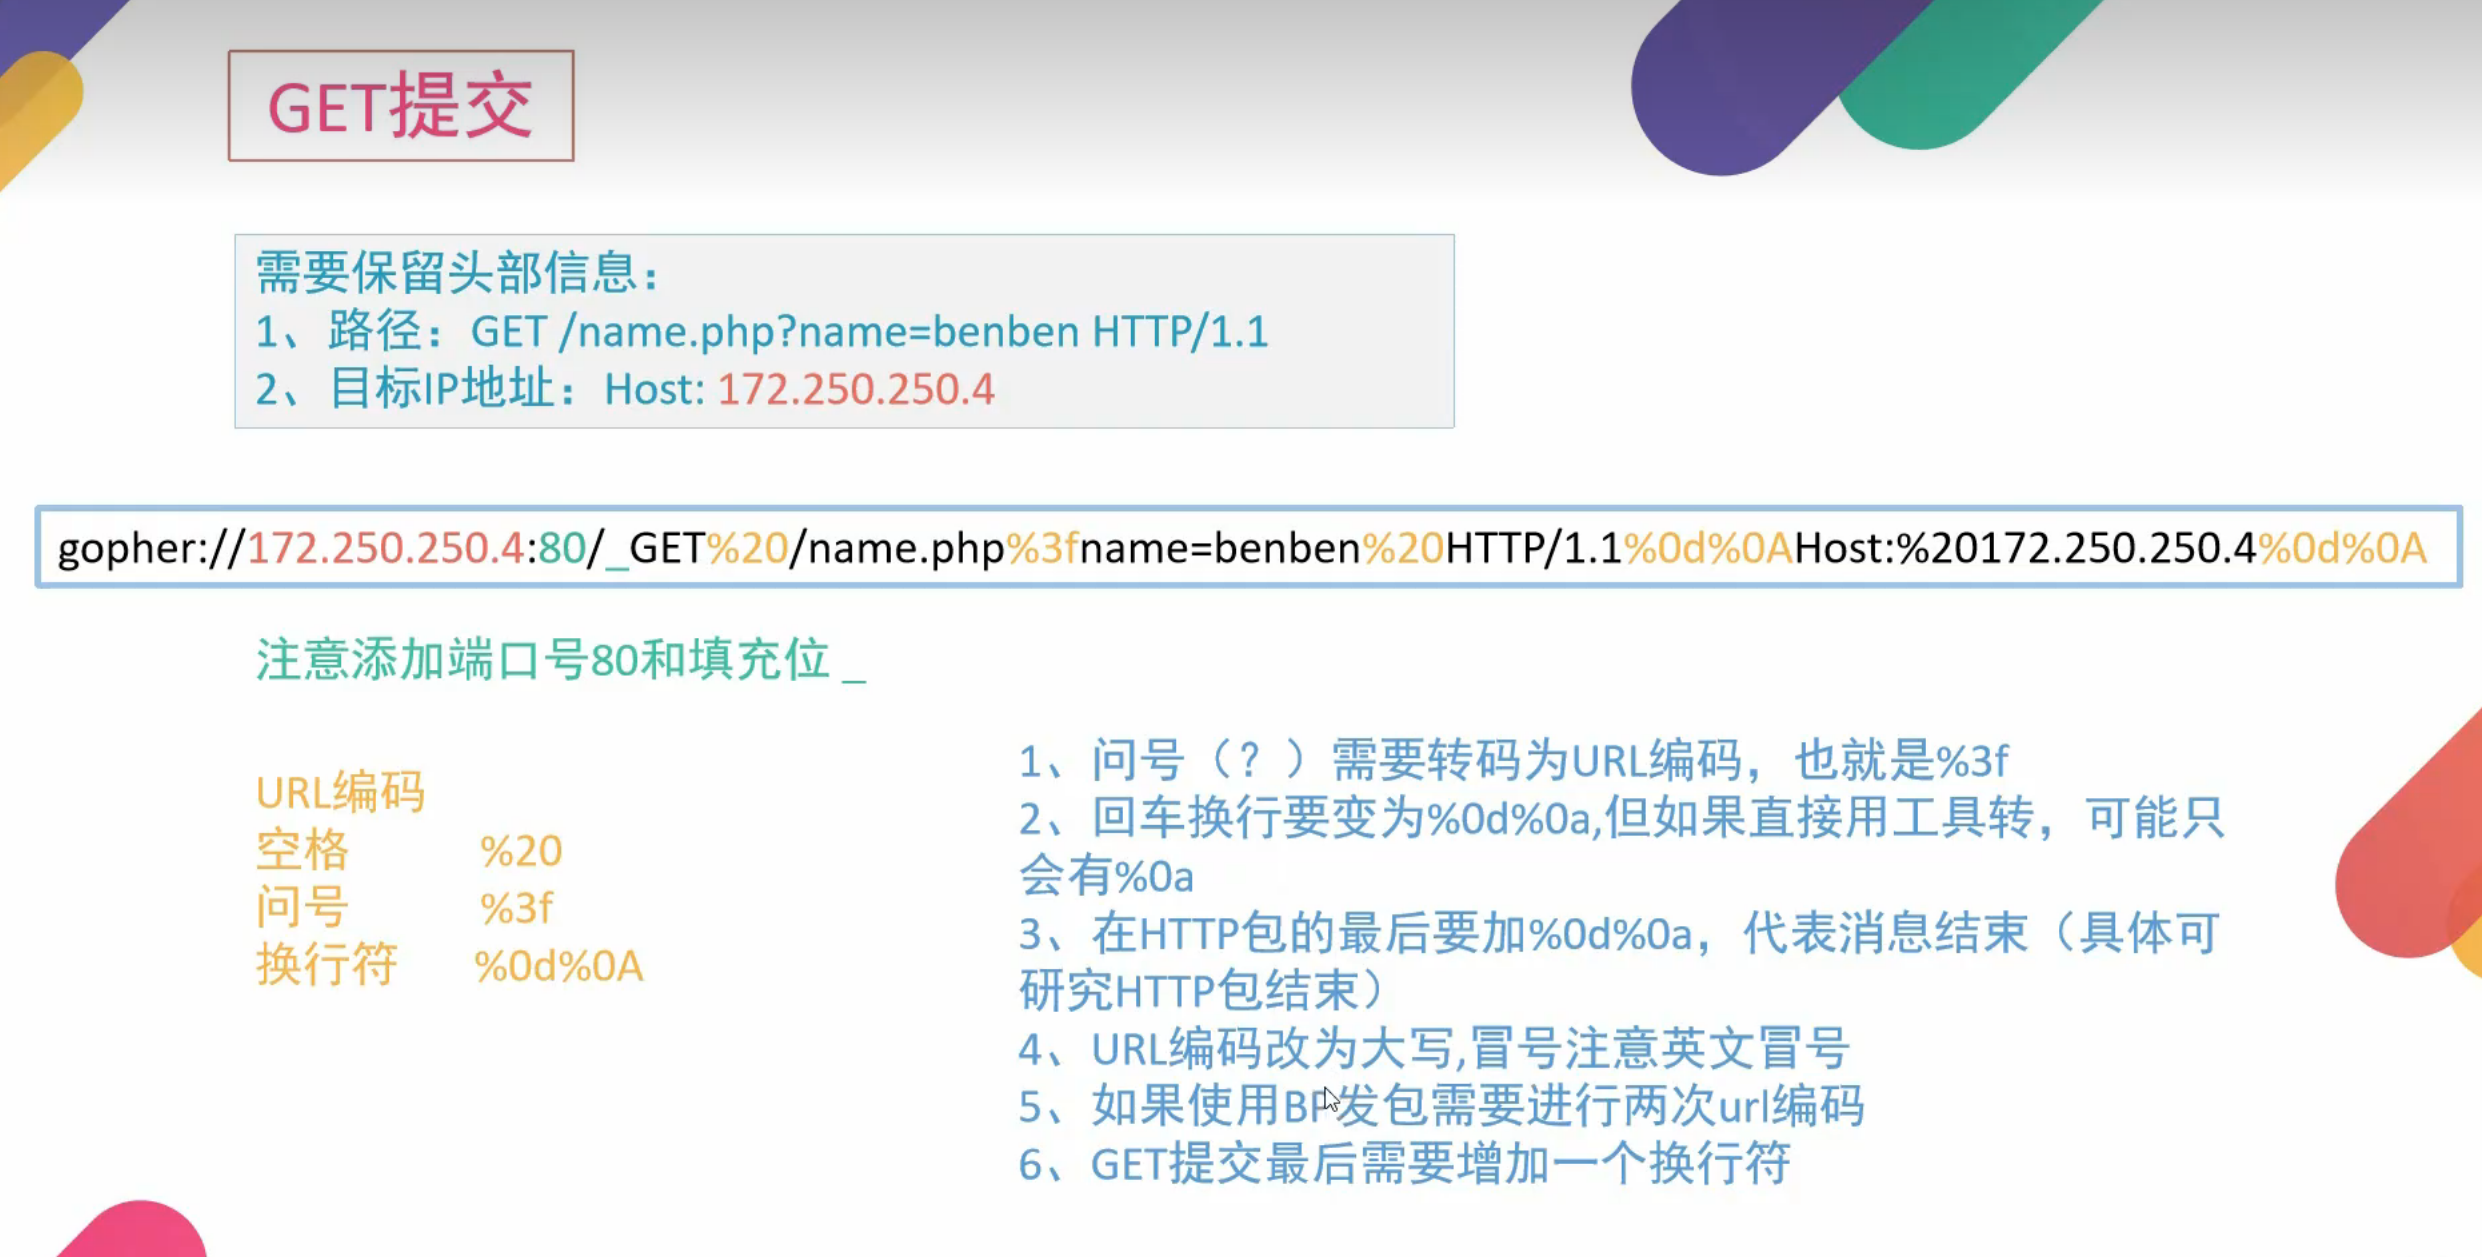 GET提交
需要保留头部信息：
1、路径：GET /name.php?name=benben HTTP/1.1
2、目标IP地址：Host: 172.250.250.4
gopher://172.250.250.4:80/_GET%20/name.php%3fname=benben%20HTTP/1.1%0d%0AHost:%20172.250.250.4%0d%0A
注意添加端口号80和填充位 _
URL编码
空格 %20
问号 %3f
换行符 %0d%0A
1、问号（？）需要转码为URL编码，也就是%3f
2、回车换行要变为%0d%0a,但如果直接用工具转，可能只
会有%0a
3、在HTTP包的最后要加%0d%0a，代表消息结束（具体可
研究HTTP包结束）
4、URL编码改为大写,冒号注意英文冒号
5、如果使用BP发包需要进行两次url编码
6、GET提交最后需要增加一个换行符